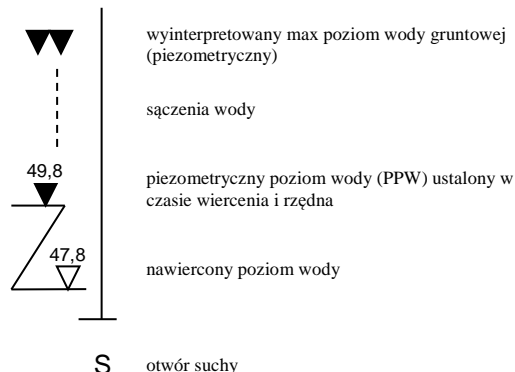 wyinterpretowany max poziom wody gruntowej
(piezometryczny)
sączenia wody
49,8
piezometryczny poziom wody (PPW) ustalony w
czasie wiercenia i rzędna
47,8
nawiercony poziom wody
S
otwór suchy